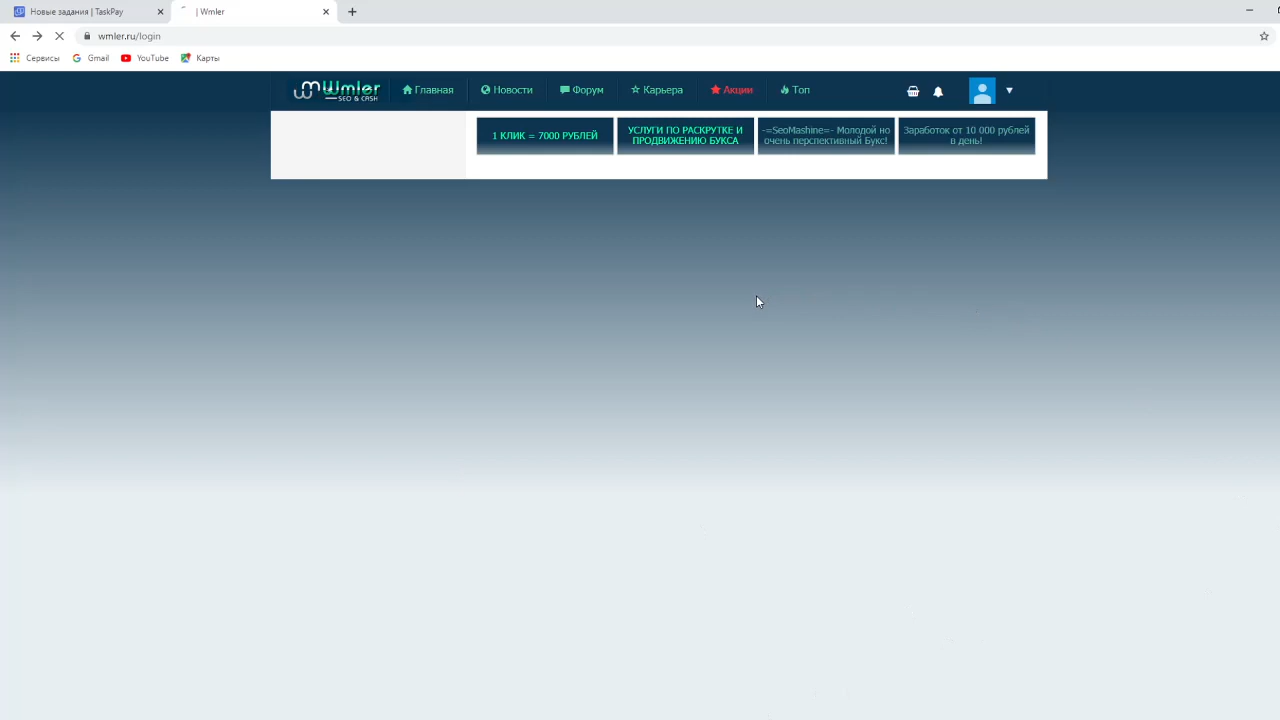 Новые задания | TaskPay
| Wmler
wmler.ru/login
Сервисы
Gmail
YouTube
Карты
Wmler
SEO & CASH
Главная
Новости
Форум
Карьера
Акции
Топ
1 КЛИК = 7000 РУБЛЕЙ
УСЛУГИ ПО РАСКРУТКЕ И
ПРОДВИЖЕНИЮ БУКСА
-=SeoMashine=- Молодой но
очень перспективный Букс!
Заработок от 10 000 рублей
в день!